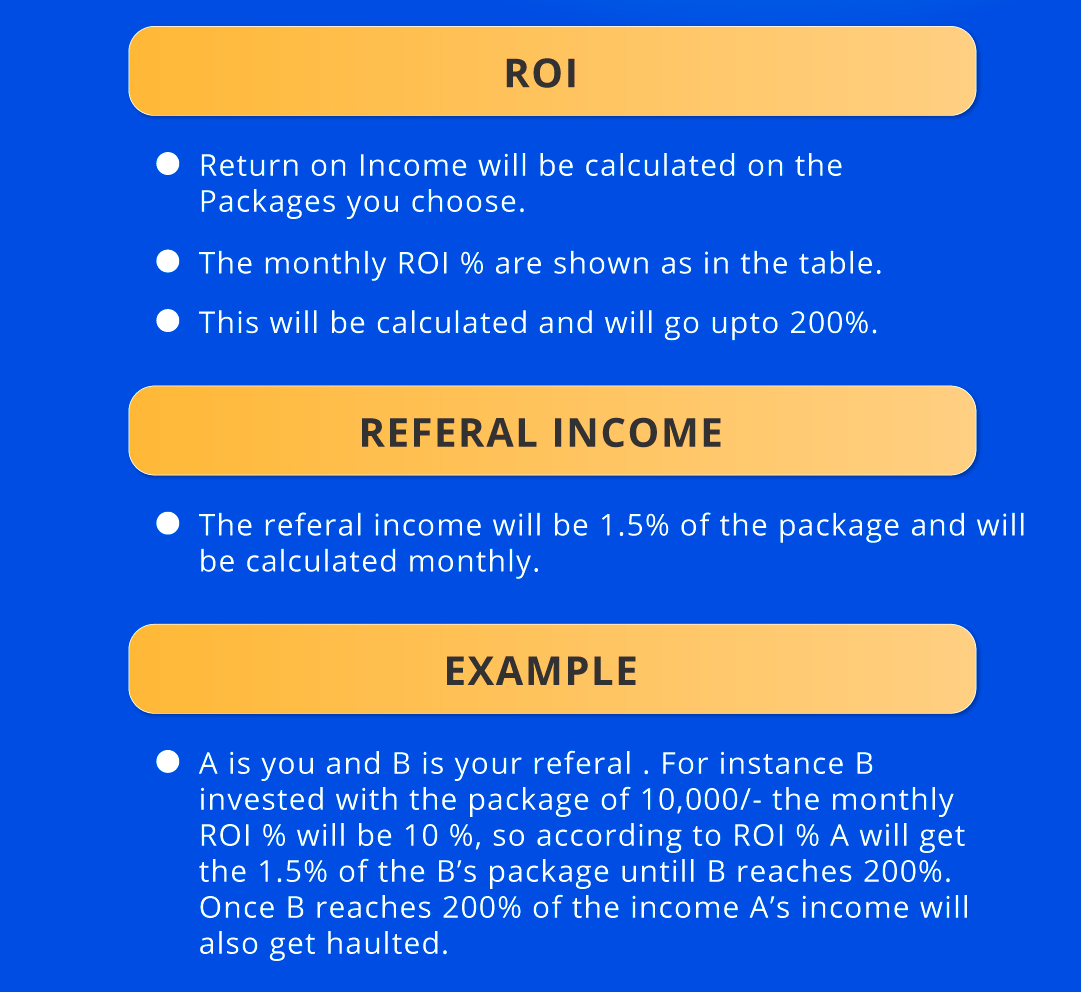 ROI
Return on Income will be calculated on the
Packages you choose.
The monthly ROI % are shown as in the table.
This will be calculated and will go upto 200%.
REFERAL INCOME
The referal income will be 1.5% of the package and will
be calculated monthly.
EXAMPLE
A is you and B is your referal . For instance B
invested with the package of 10,000/- the monthly
ROI % will be 10 %, so according to ROI % A will get
the 1.5% of the B’s package untill B reaches 200%.
Once B reaches 200% of the income A’s income will
also get haulted.